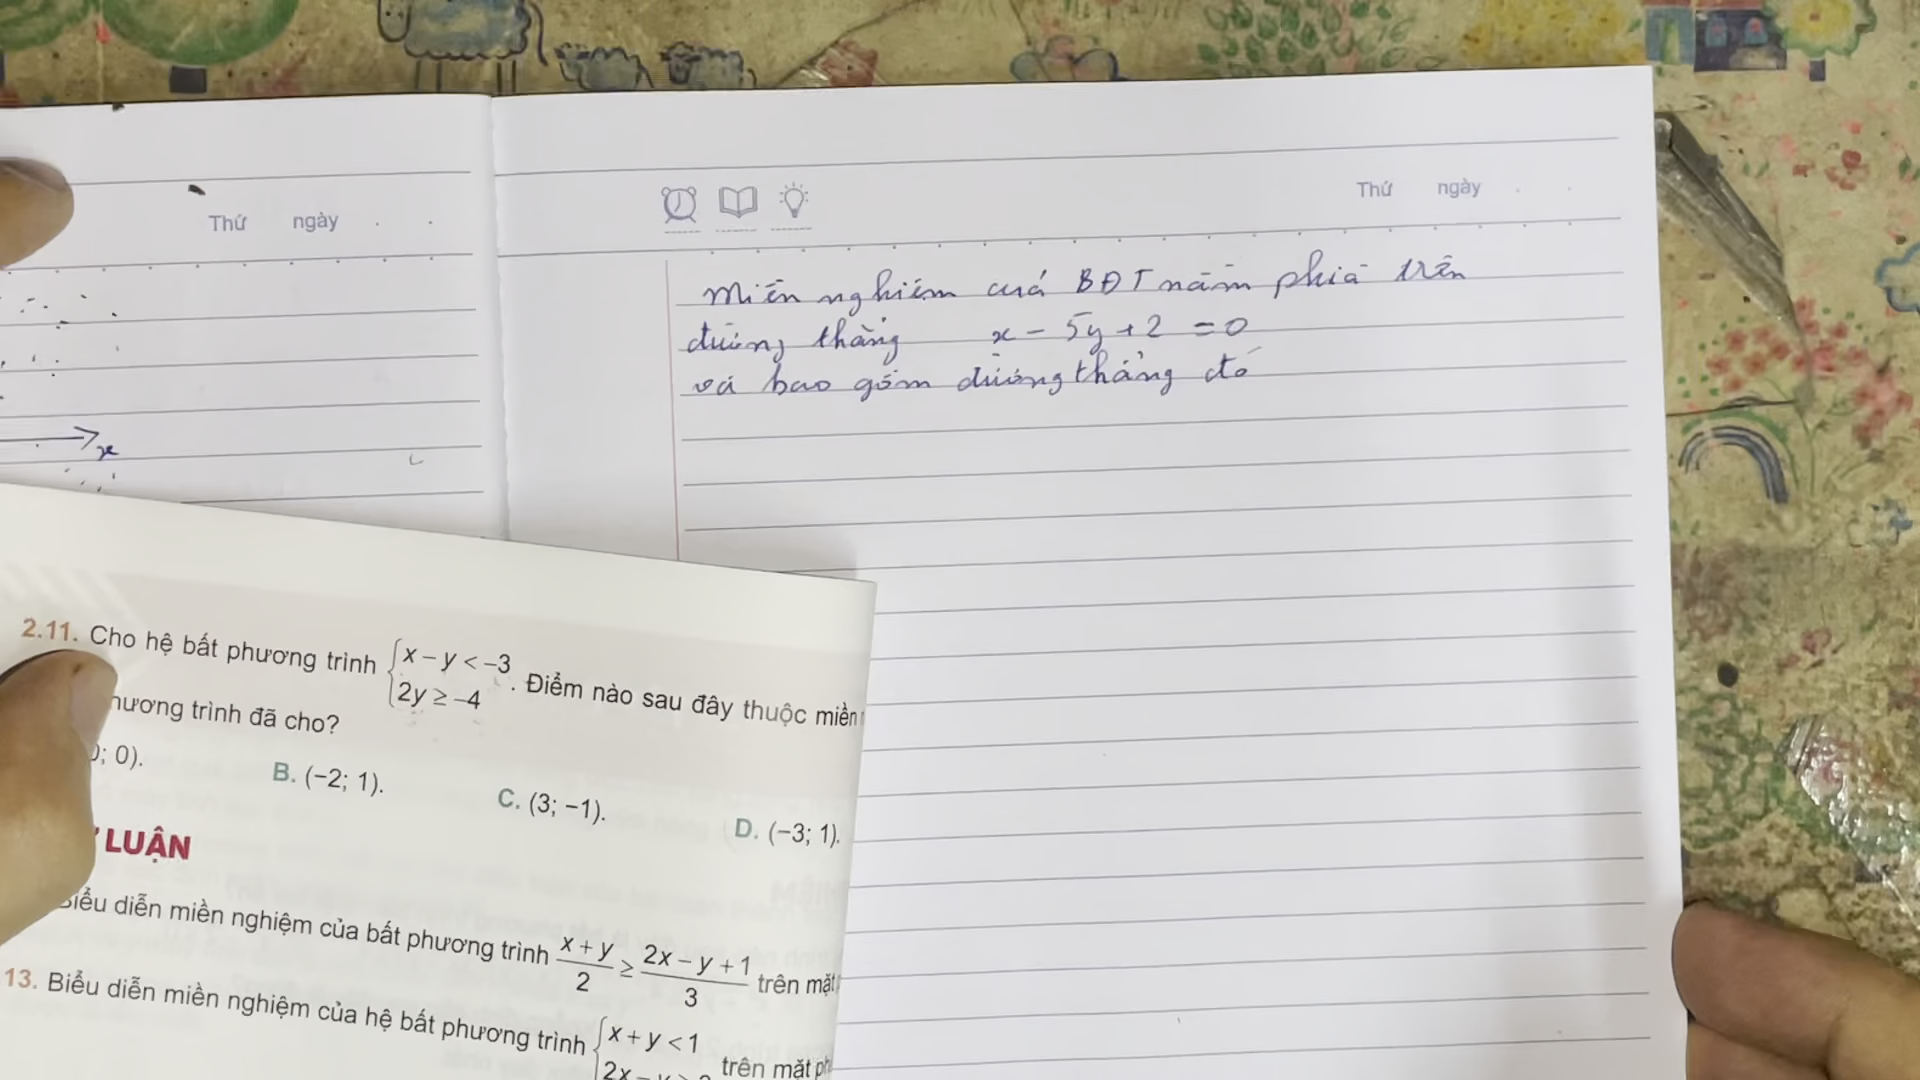 Thứ ngày
Thứ ngày
Miền nghiệm của BĐT nằm phía trên
đường thẳng x - 5y + 2 = 0
và bao gồm đường thẳng đó
x
2.11. Cho hệ bất phương trình {x – y < –3 2y ≥ –4. Điểm nào sau đây thuộc miền
hương trình đã cho?
; 0). B. (–2; 1). C. (3; –1). D. (–3; 1).
LUẬN
Biểu diễn miền nghiệm của bất phương trình (x + y)/2 ≥ (2x – y + 1)/3 trên mặt
13. Biểu diễn miền nghiệm của hệ bất phương trình {x + y < 1 trên mặt ph
2x – y